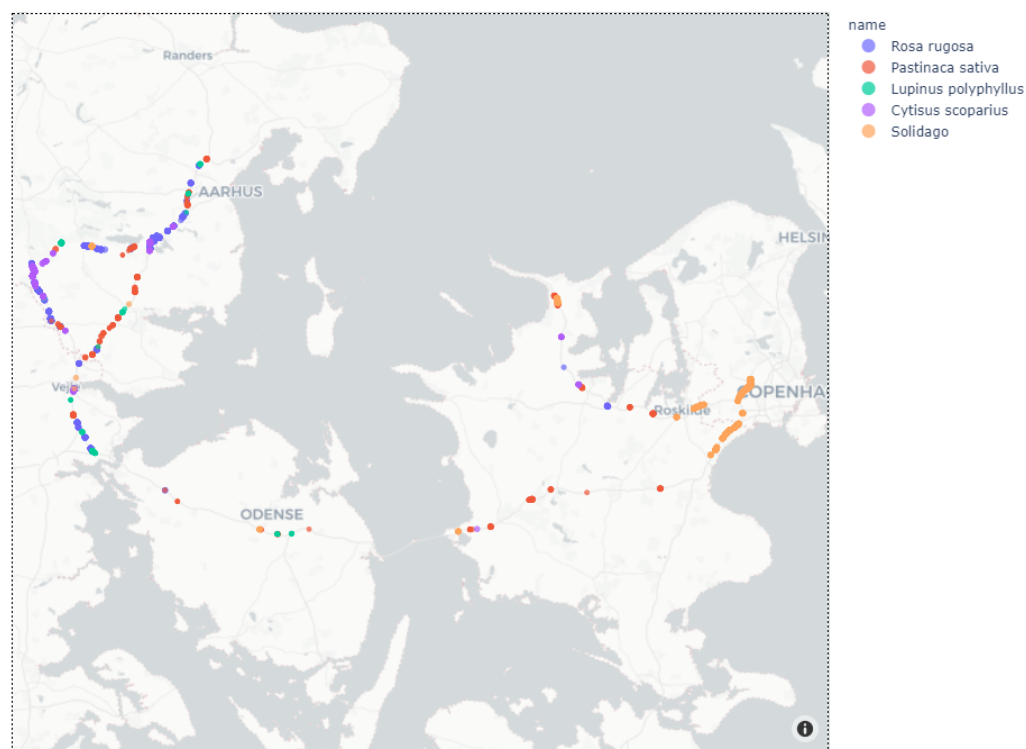 name
Rosa rugosa
Pastinaca sativa
Lupinus polyphyllus
Cytisus scoparius
Solidago
Randers
AARHUS
HELSIN
Vejle
COPENHA
Roskilde
ODENSE